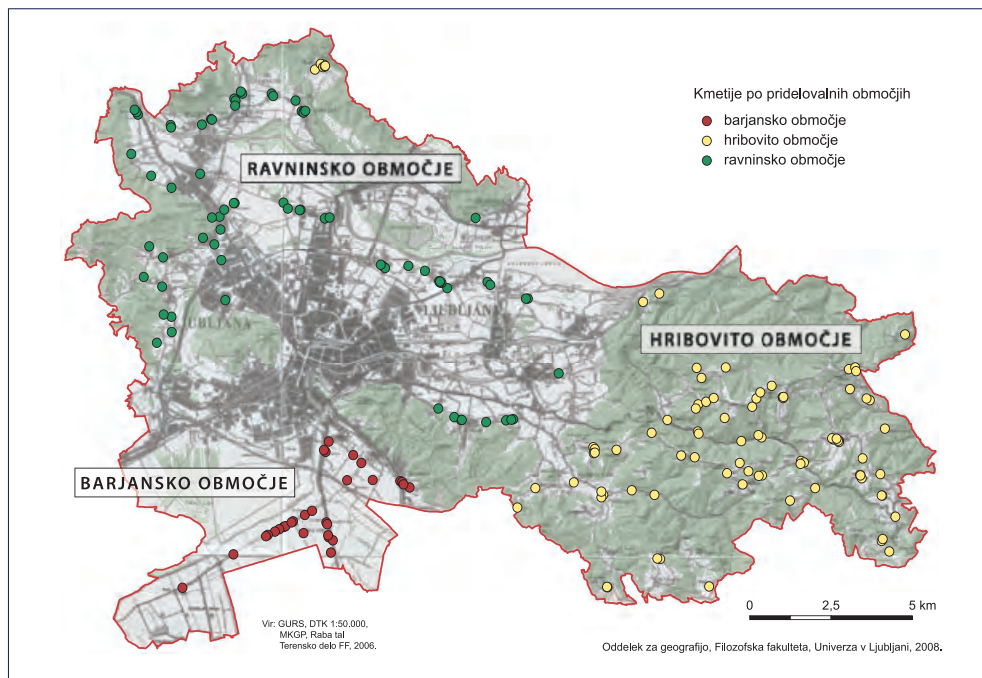 Kmetije po pridelovalnih območjih
barjansko območje
hribovito območje
ravninsko območje
RAVNINSKO OBMOČJE
LJUBLJANA
HRIBOVITO OBMOČJE
BARJANSKO OBMOČJE
0 2,5 5 km
Vir: GURS, DTK 1:50.000,
MKGP, Raba tal
Terensko delo FF, 2006.
Oddelek za geografijo, Filozofska fakulteta, Univerza v Ljubljani, 2008.